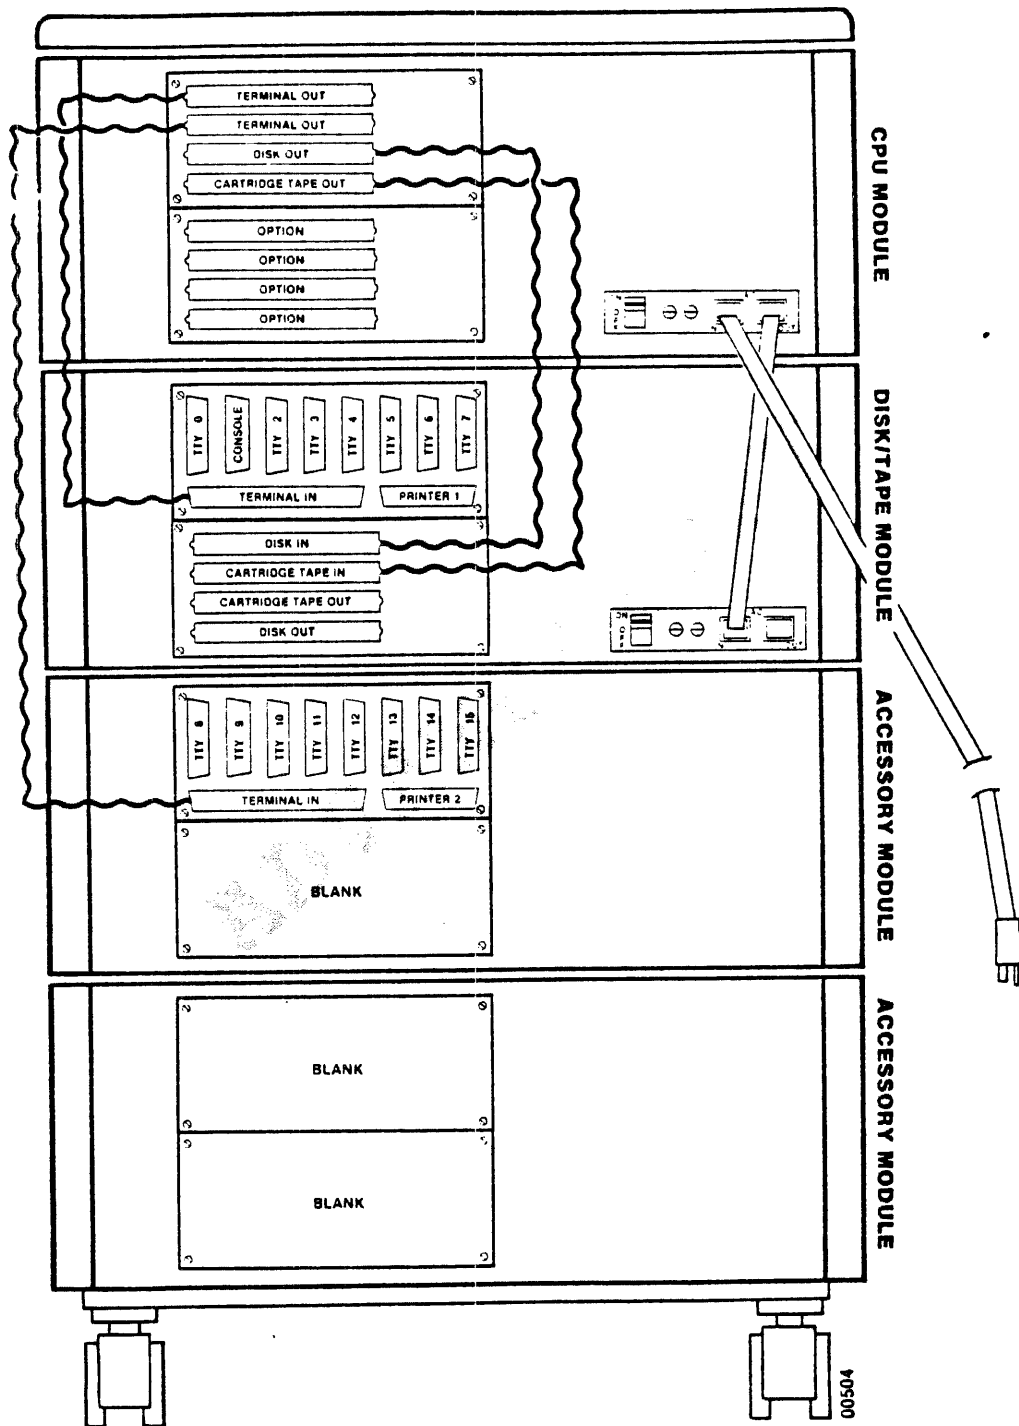 TERMINAL OUT
TERMINAL OUT
DISK OUT
CARTRIDGE TAPE OUT
OPTION
OPTION
OPTION
OPTION
CPU MODULE
TTY 0
CONSOLE
TTY 2
TTY 3
TTY 4
TTY 5
TTY 6
TTY 7
TERMINAL IN
PRINTER 1
DISK IN
CARTRIDGE TAPE IN
CARTRIDGE TAPE OUT
DISK OUT
DISK/TAPE MODULE
TTY 8
TTY 9
TTY 10
TTY 11
TTY 12
TTY 13
TTY 14
TTY 15
TERMINAL IN
PRINTER 2
BLANK
ACCESSORY MODULE
BLANK
BLANK
ACCESSORY MODULE
00504